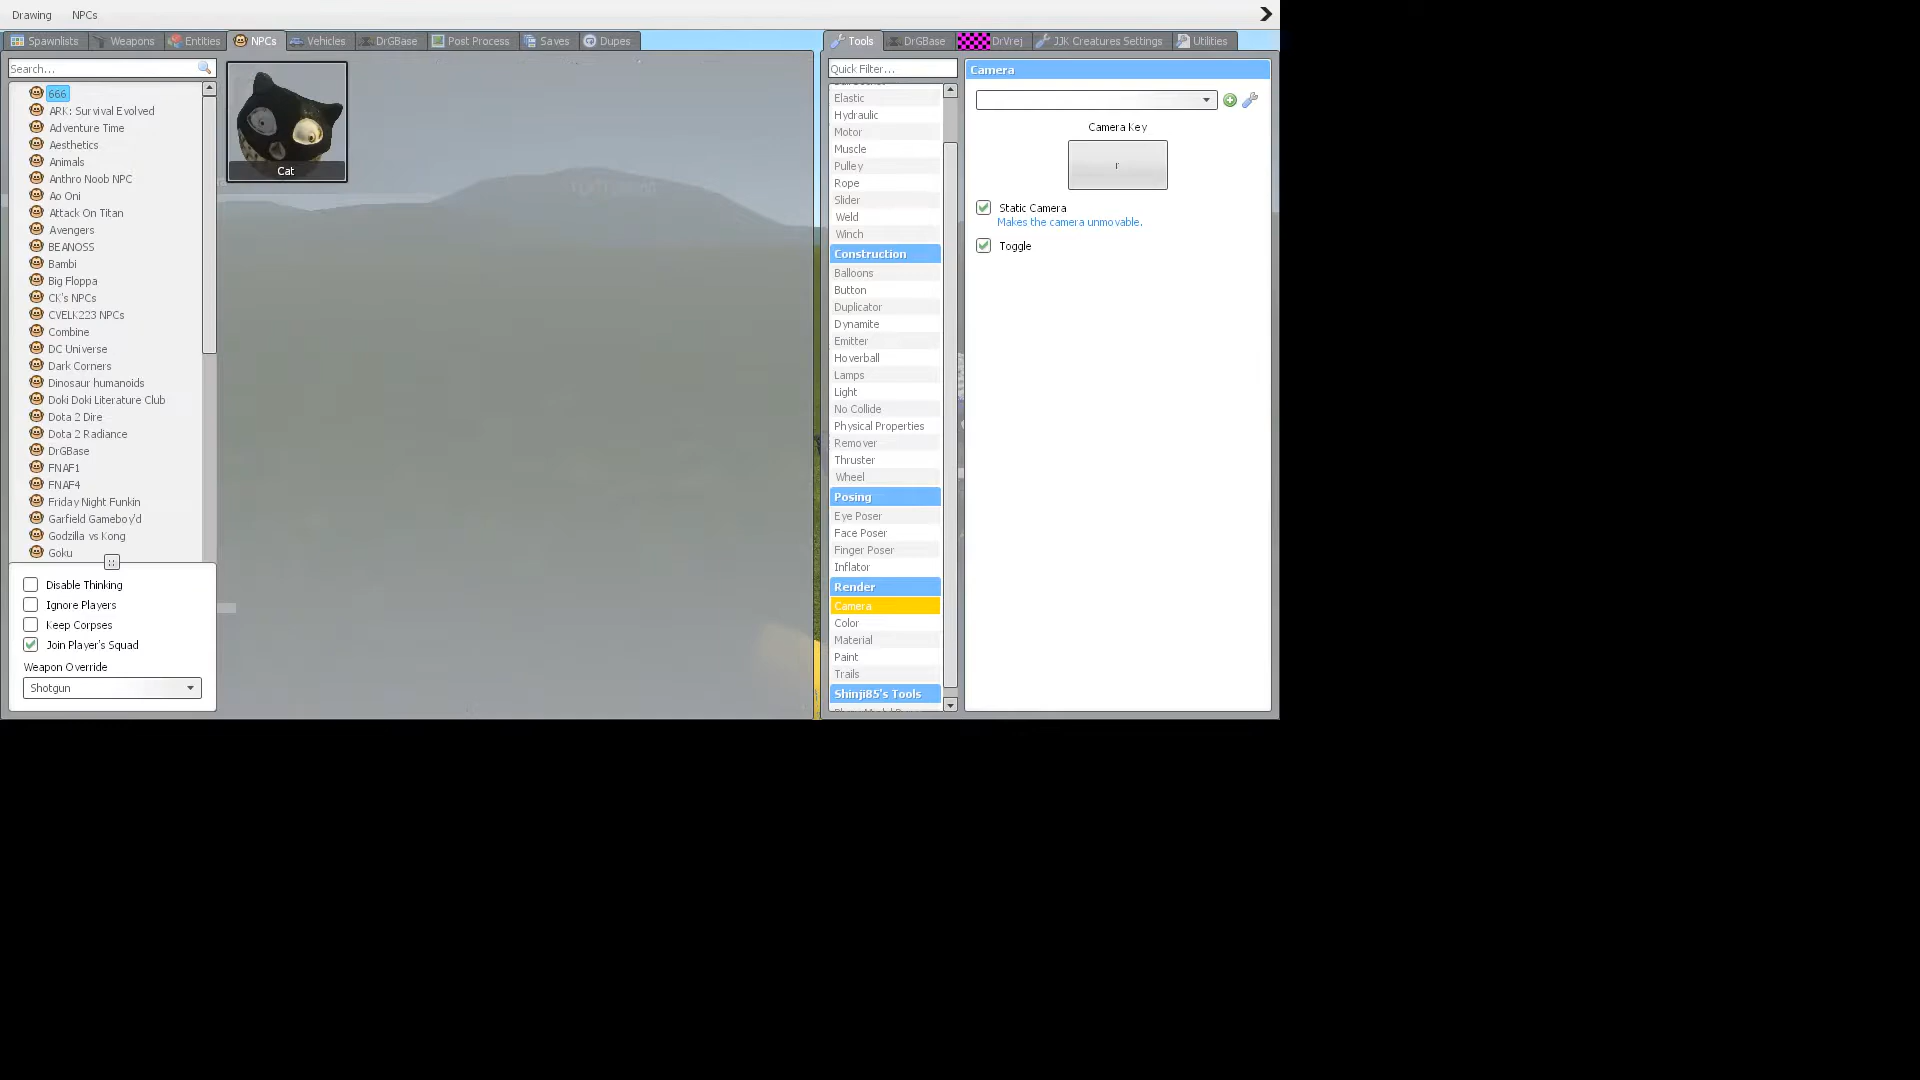 Drawing NPCs
Spawnlists Weapons Entities NPCs Vehicles DrGBase Post Process Saves Dupes
Search...
666
ARK: Survival Evolved
Adventure Time
Aesthetics
Animals
Anthro Noob NPC
Ao Oni
Attack On Titan
Avengers
BEANOSS
Bambi
Big Floppa
CK's NPCs
CVELK223 NPCs
Combine
DC Universe
Dark Corners
Dinosaur humanoids
Doki Doki Literature Club
Dota 2 Dire
Dota 2 Radiance
DrGBase
FNAF1
FNAF4
Friday Night Funkin
Garfield Gameboy'd
Godzilla vs Kong
Goku
Disable Thinking
Ignore Players
Keep Corpses
Join Player's Squad
Weapon Override
Shotgun
Cat
Tools DrGBase DrVrej JJK Creatures Settings Utilities
Quick Filter...
Elastic
Hydraulic
Motor
Muscle
Pulley
Rope
Slider
Weld
Winch
Construction
Balloons
Button
Duplicator
Dynamite
Emitter
Hoverball
Lamps
Light
No Collide
Physical Properties
Remover
Thruster
Wheel
Posing
Eye Poser
Face Poser
Finger Poser
Inflator
Render
Camera
Color
Material
Paint
Trails
Shinji85's Tools
Camera
Camera Key
r
Static Camera
Makes the camera unmovable.
Toggle